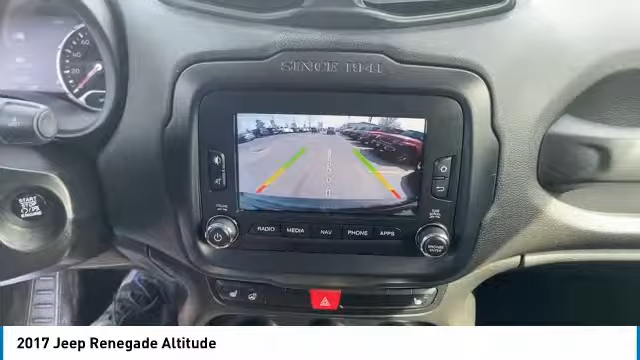 SINCE 1941
START
STOP
RADIO MEDIA NAV PHONE APPS
2017 Jeep Renegade Altitude